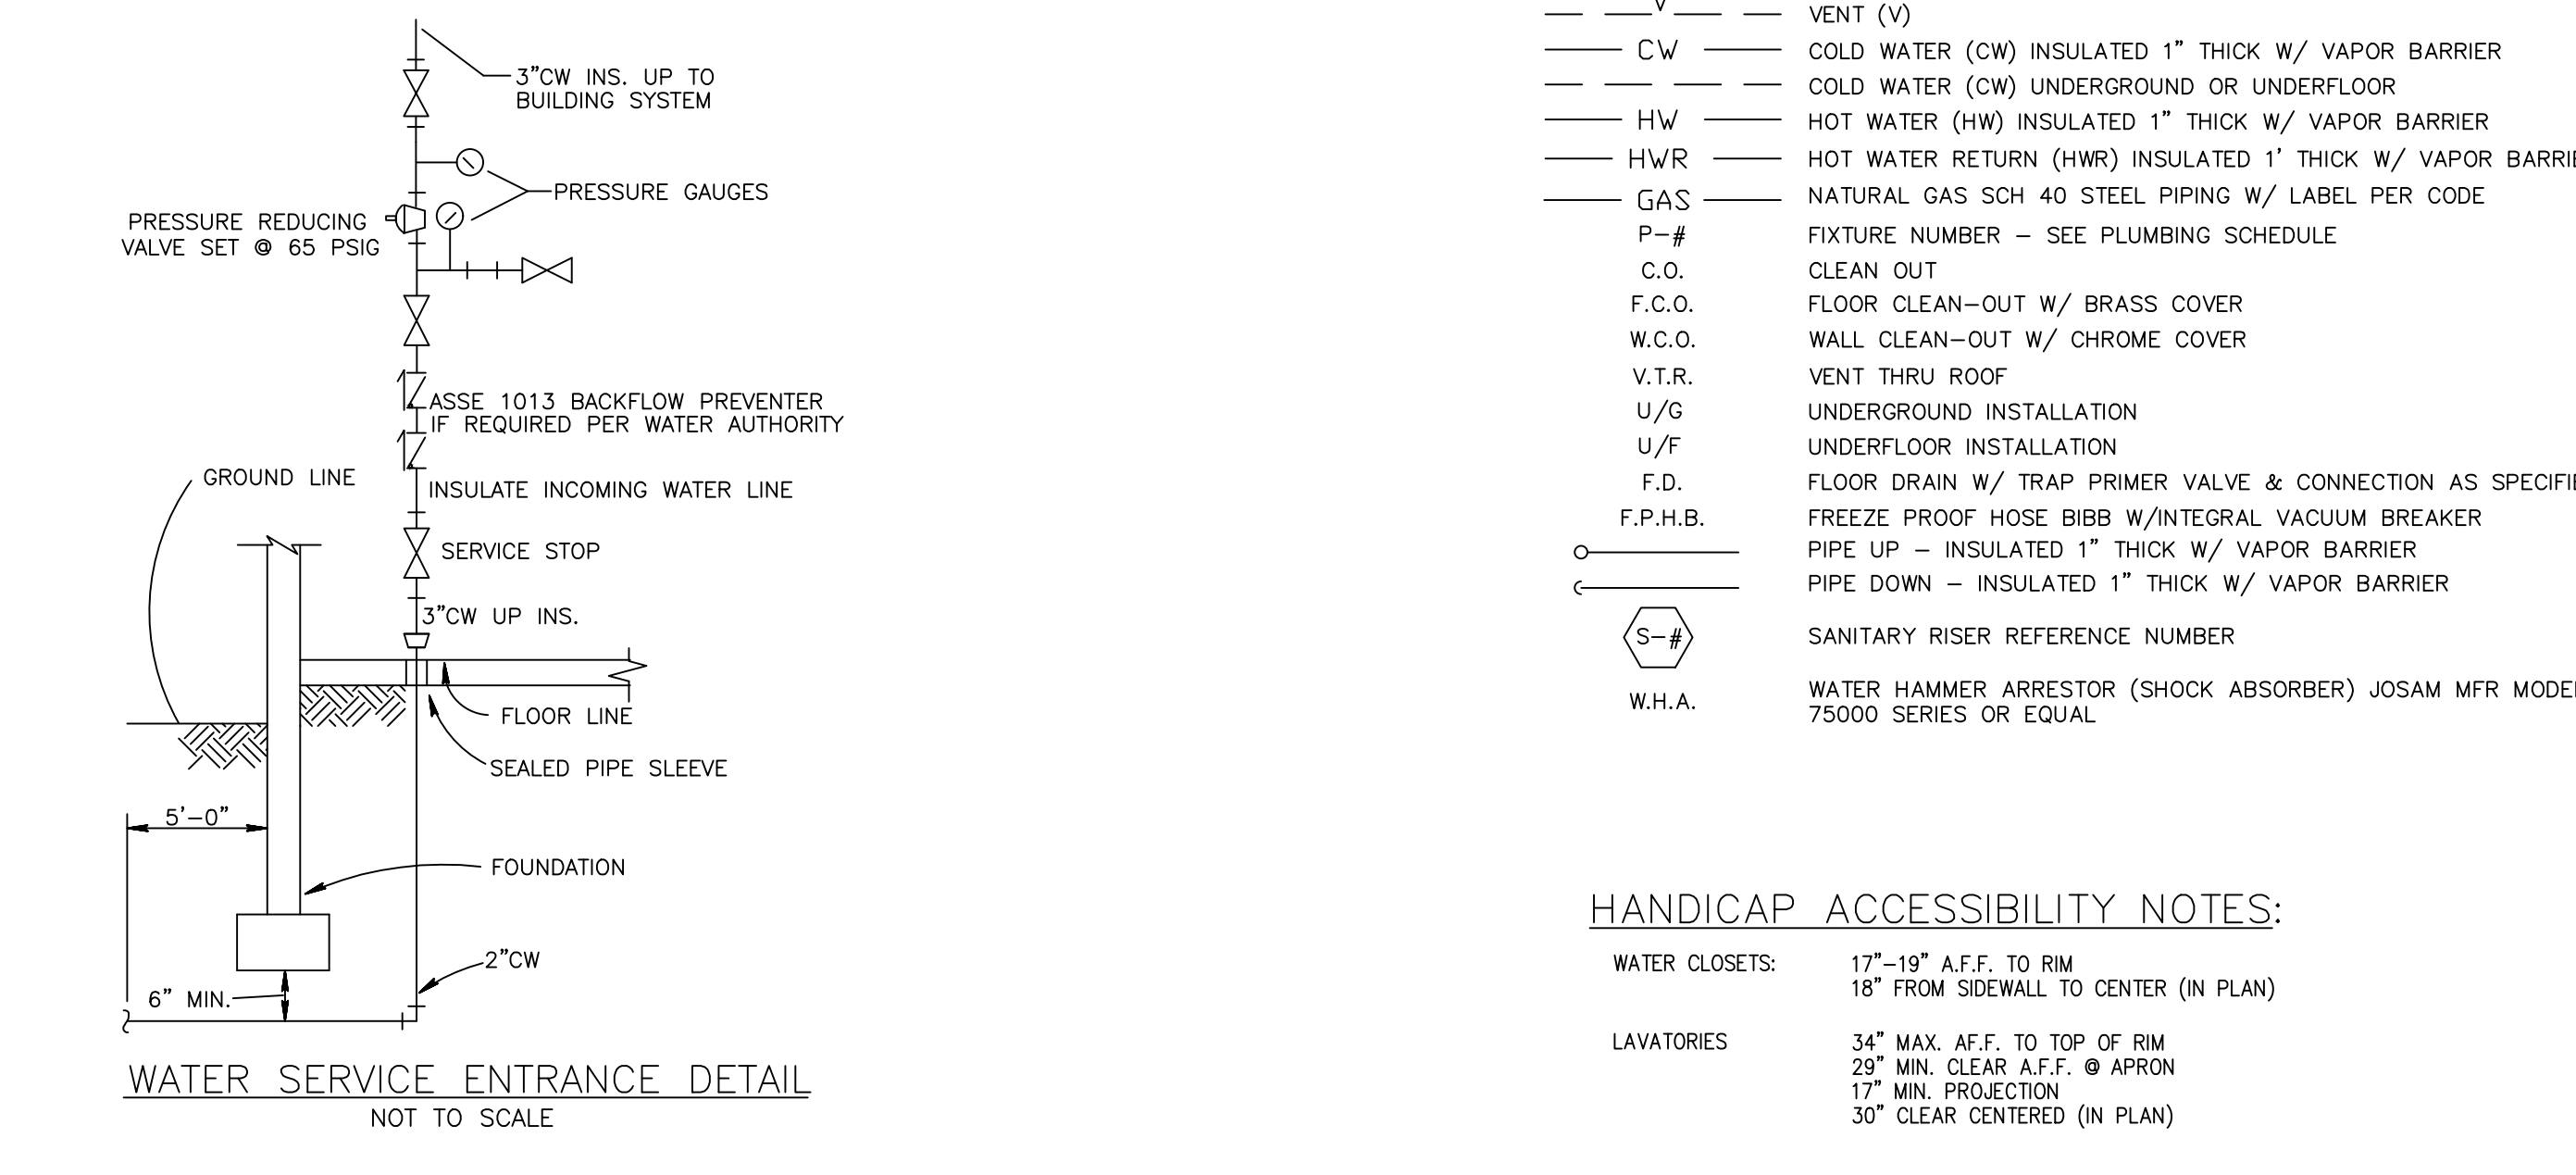 3"CW INS. UP TO
BUILDING SYSTEM
PRESSURE GAUGES
PRESSURE REDUCING
VALVE SET @ 65 PSIG
ASSE 1013 BACKFLOW PREVENTER
IF REQUIRED PER WATER AUTHORITY
GROUND LINE
INSULATE INCOMING WATER LINE
SERVICE STOP
3"CW UP INS.
FLOOR LINE
SEALED PIPE SLEEVE
5'-0"
FOUNDATION
2"CW
6" MIN.
WATER SERVICE ENTRANCE DETAIL
NOT TO SCALE
V VENT (V)
CW COLD WATER (CW) INSULATED 1" THICK W/ VAPOR BARRIER
COLD WATER (CW) UNDERGROUND OR UNDERFLOOR
HW HOT WATER (HW) INSULATED 1" THICK W/ VAPOR BARRIER
HWR HOT WATER RETURN (HWR) INSULATED 1' THICK W/ VAPOR BARRIE
GAS NATURAL GAS SCH 40 STEEL PIPING W/ LABEL PER CODE
P-# FIXTURE NUMBER - SEE PLUMBING SCHEDULE
C.O. CLEAN OUT
F.C.O. FLOOR CLEAN-OUT W/ BRASS COVER
W.C.O. WALL CLEAN-OUT W/ CHROME COVER
V.T.R. VENT THRU ROOF
U/G UNDERGROUND INSTALLATION
U/F UNDERFLOOR INSTALLATION
F.D. FLOOR DRAIN W/ TRAP PRIMER VALVE & CONNECTION AS SPECIFIE
F.P.H.B. FREEZE PROOF HOSE BIBB W/INTEGRAL VACUUM BREAKER
PIPE UP - INSULATED 1" THICK W/ VAPOR BARRIER
PIPE DOWN - INSULATED 1" THICK W/ VAPOR BARRIER
S-# SANITARY RISER REFERENCE NUMBER
W.H.A. WATER HAMMER ARRESTOR (SHOCK ABSORBER) JOSAM MFR MODE
75000 SERIES OR EQUAL
HANDICAP ACCESSIBILITY NOTES:
WATER CLOSETS: 17"-19" A.F.F. TO RIM
18" FROM SIDEWALL TO CENTER (IN PLAN)
LAVATORIES 34" MAX. AF.F. TO TOP OF RIM
29" MIN. CLEAR A.F.F. @ APRON
17" MIN. PROJECTION
30" CLEAR CENTERED (IN PLAN)